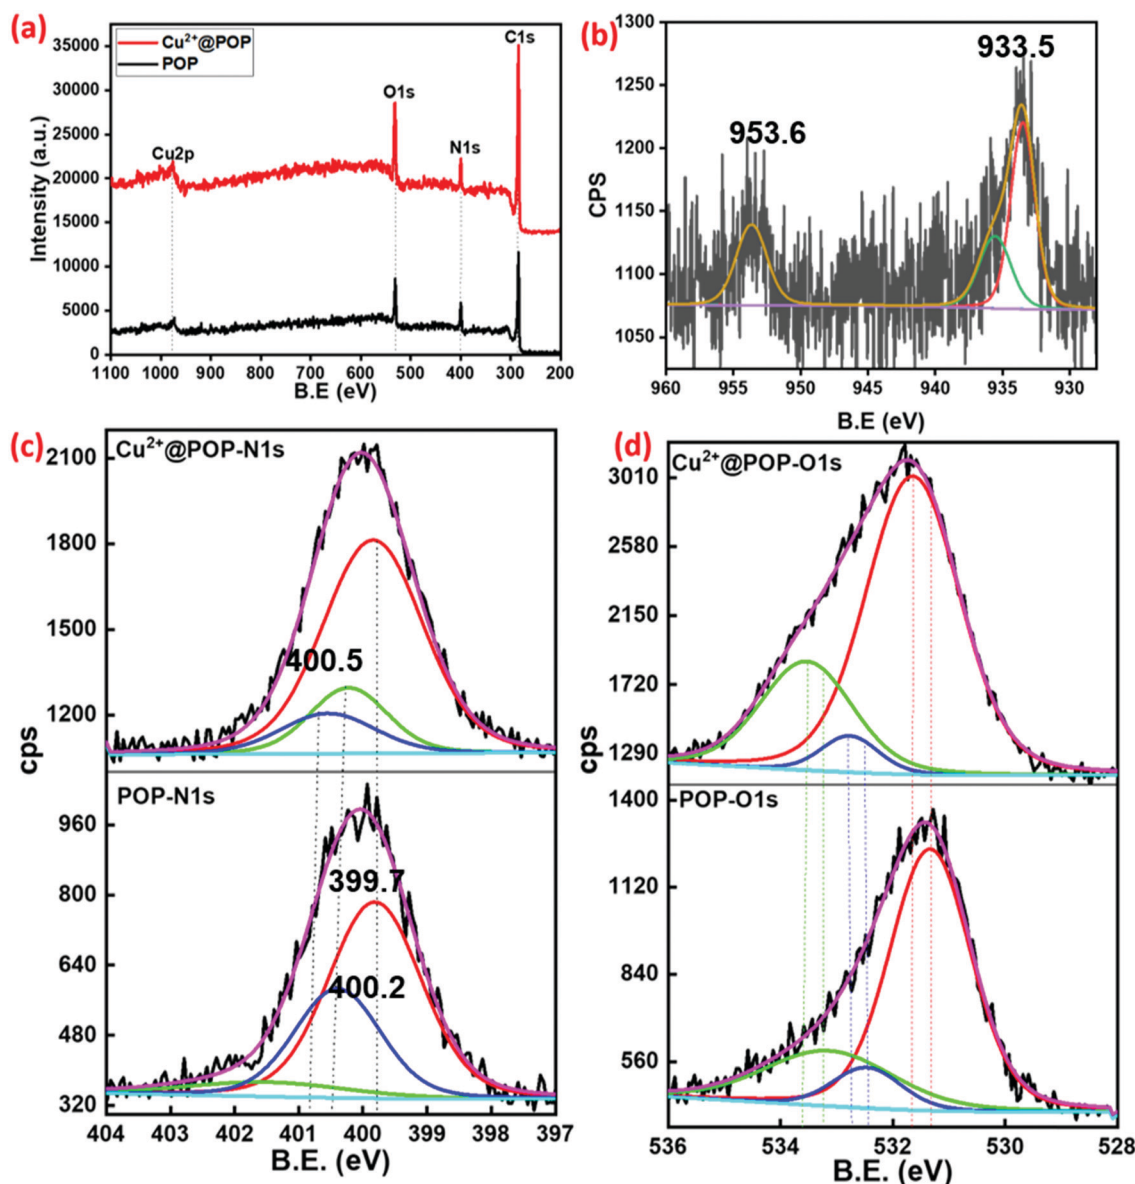 (a)
Cu²⁺@POP
POP
C1s
O1s
N1s
Cu2p
35000
30000
25000
20000
15000
10000
5000
0
Intensity (a.u.)
1100 1000 900 800 700 600 500 400 300 200
B.E (eV)
(b)
933.5
953.6
1300
1250
1200
1150
1100
1050
CPS
960 955 950 945 940 935 930
B.E (eV)
(c)
Cu²⁺@POP-N1s
2100
1800
1500
1200
400.5
cps
POP-N1s
960
800
640
480
320
399.7
400.2
404 403 402 401 400 399 398 397
B.E. (eV)
(d)
Cu²⁺@POP-O1s
3010
2580
2150
1720
1290
cps
POP-O1s
1400
1120
840
560
536 534 532 530 528
B.E. (eV)